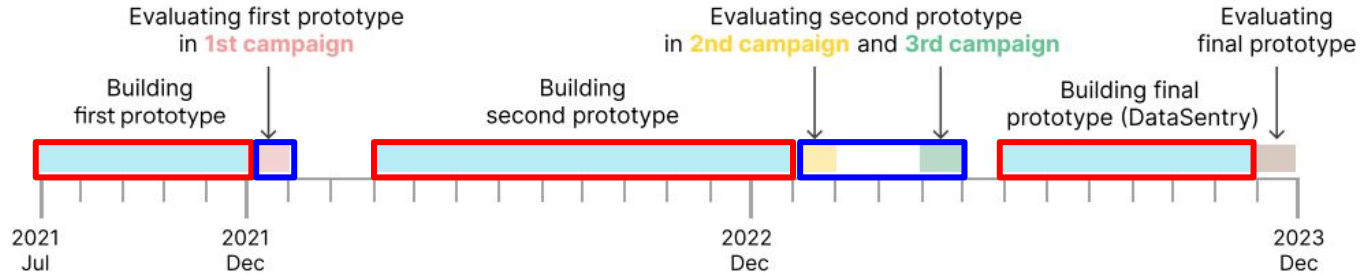 Evaluating first prototype
in 1st campaign
Evaluating second prototype
in 2nd campaign and 3rd campaign
Evaluating
final prototype
Building
first prototype
Building
second prototype
Building final
prototype (DataSentry)
2021
Jul
2021
Dec
2022
Dec
2023
Dec